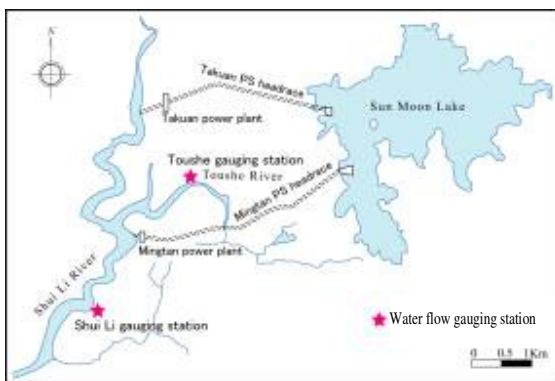 N
Takuan PS headrace
Sun Moon Lake
Takuan power plant
Toushe gauging station
Toushe River
Mingtan PS headrace
Mingtan power plant
Shui Li River
Shui Li gauging station
Water flow gauging station
0 0.5 1Km